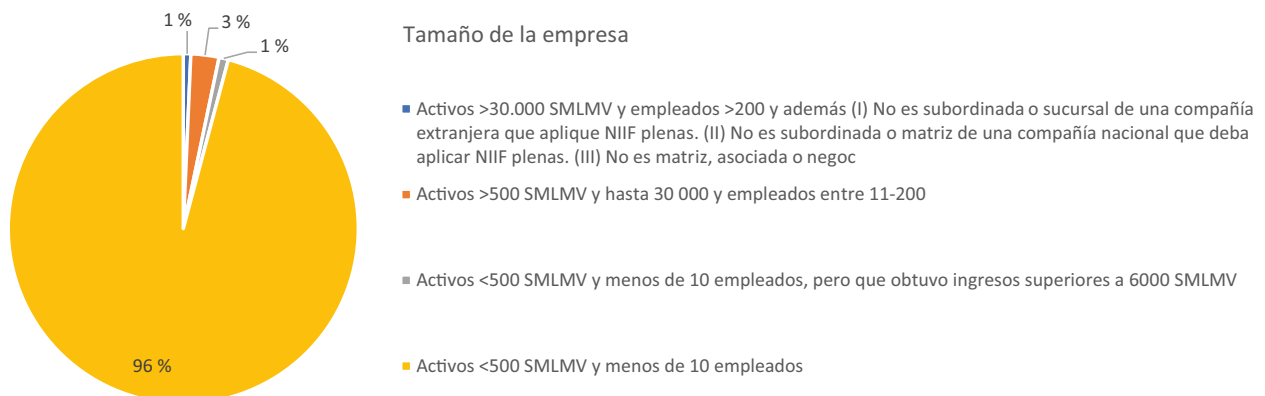 1 %
3 %
1 %
96 %
Tamaño de la empresa
Activos >30.000 SMLMV y empleados >200 y además (I) No es subordinada o sucursal de una compañía
extranjera que aplique NIIF plenas. (II) No es subordinada o matriz de una compañía nacional que deba
aplicar NIIF plenas. (III) No es matriz, asociada o negoc
Activos >500 SMLMV y hasta 30 000 y empleados entre 11-200
Activos <500 SMLMV y menos de 10 empleados, pero que obtuvo ingresos superiores a 6000 SMLMV
Activos <500 SMLMV y menos de 10 empleados